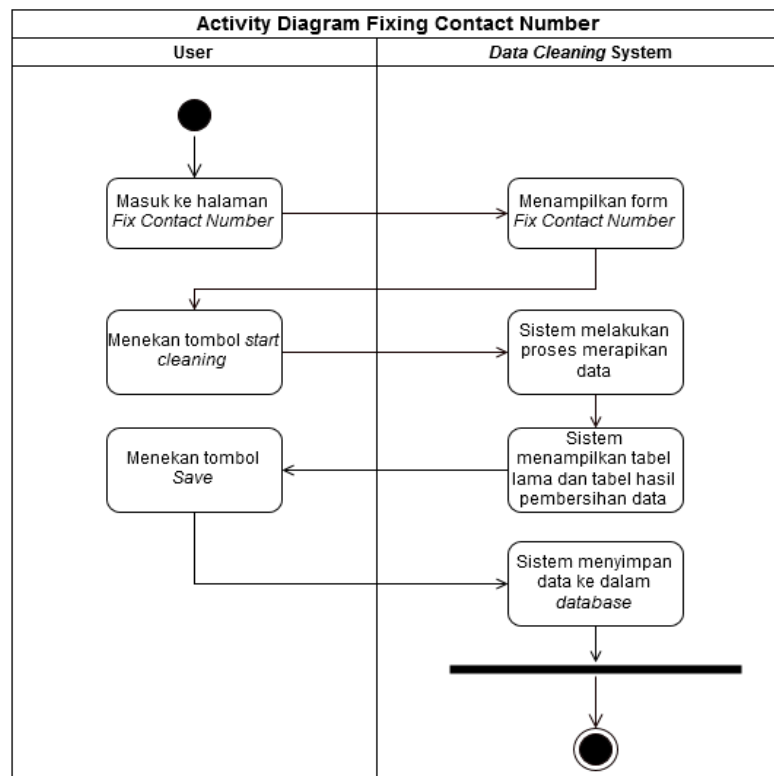 Activity Diagram Fixing Contact Number
User
Data Cleaning System
Masuk ke halaman
Fix Contact Number
Menampilkan form
Fix Contact Number
Menekan tombol start
cleaning
Sistem melakukan
proses merapikan
data
Sistem
menampilkan tabel
lama dan tabel hasil
pembersihan data
Menekan tombol
Save
Sistem menyimpan
data ke dalam
database